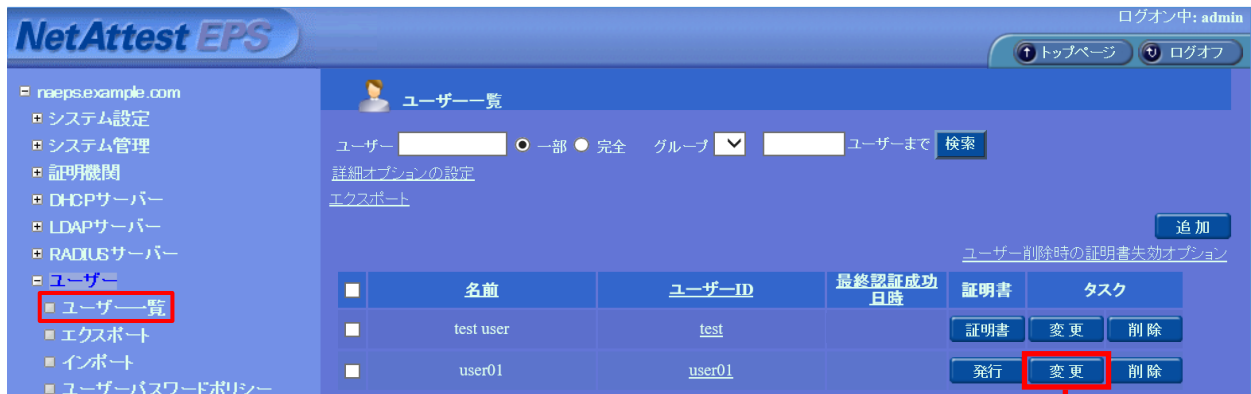 ログオン中: admin
NetAttest EPS
トップページ ログオフ
naeps.example.com
システム設定
システム管理
証明機関
DHCPサーバー
LDAPサーバー
RADIUSサーバー
ユーザー
ユーザー一覧
エクスポート
インポート
ユーザーパスワードポリシー
ユーザー一覧
ユーザー 一部 完全 グループ ユーザーまで 検索
詳細オプションの設定
エクスポート
追加
ユーザー削除時の証明書失効オプション
名前 ユーザーID 最終認証成功日時 証明書 タスク
test user test 証明書 変更 削除
user01 user01 発行 変更 削除